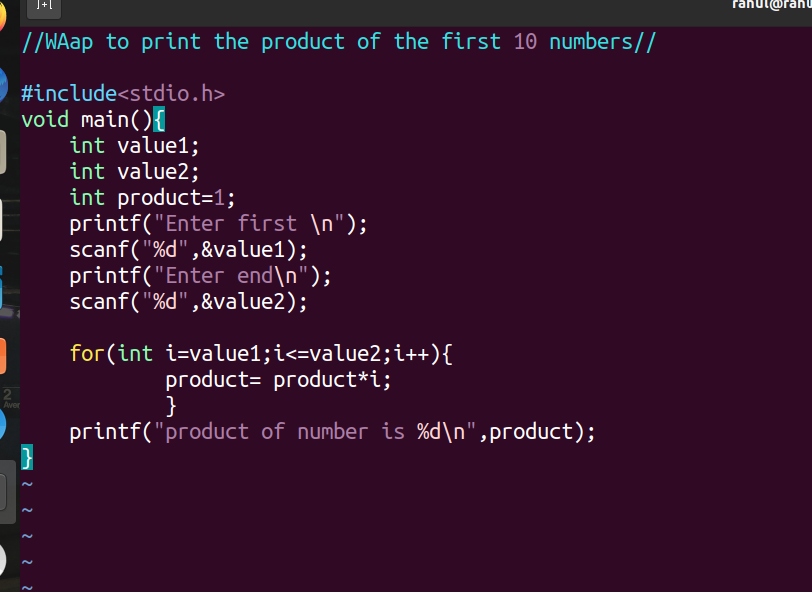 rahul@rahu
//WAap to print the product of the first 10 numbers//
#include<stdio.h>
void main(){
    int value1;
    int value2;
    int product=1;
    printf("Enter first \n");
    scanf("%d",&value1);
    printf("Enter end\n");
    scanf("%d",&value2);
    for(int i=value1;i<=value2;i++){
            product= product*i;
            }
    printf("product of number is %d\n",product);
}
~
~
~
~
~